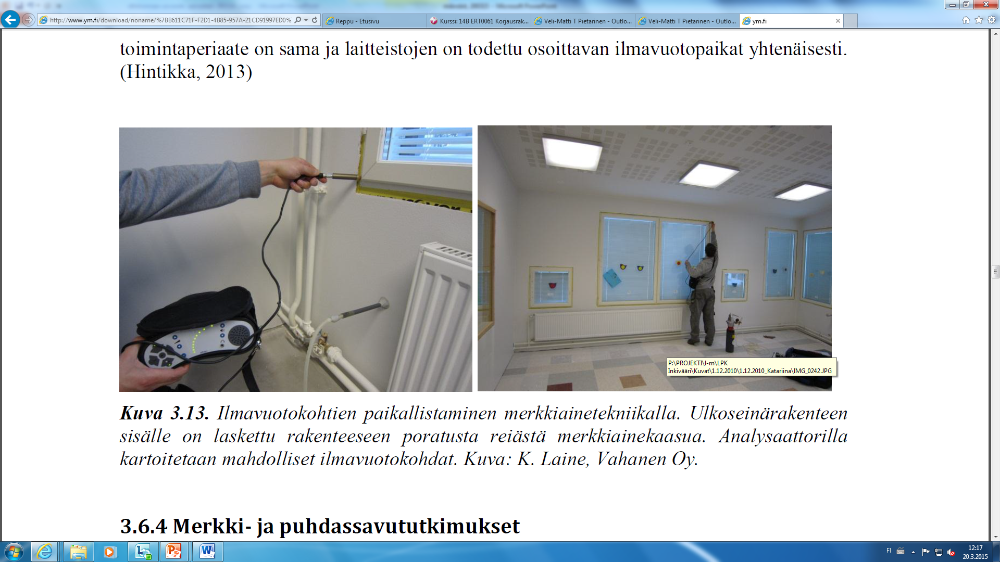 http://www.ym.fi/download/noname/%7BB611C71F-F2D1-4B85-957A-21CD91997ED0%
Reppu - Etusivu
Kurssi: 14B ERT0061 Korjausrak...
Veli-Matti T Pietarinen - Outlo...
Veli-Matti T Pietarinen - Outlo...
ym.fi
toimintaperiaate on sama ja laitteistojen on todettu osoittavan ilmavuotopaikat yhtenäisesti.
(Hintikka, 2013)
P:\PROJEKTI\I-m\LPK
Inkivääri\Kuvat\1.12.2010\1.12.2010_Katariina\IMG_0242.JPG
Kuva 3.13. Ilmavuotokohtien paikallistaminen merkkiainetekniikalla. Ulkoseinärakenteen
sisälle on laskettu rakenteeseen poratusta reiästä merkkiainekaasua. Analysaattorilla
kartoitetaan mahdolliset ilmavuotokohdat. Kuva: K. Laine, Vahanen Oy.
3.6.4 Merkki- ja puhdassavututkimukset
FI
12:17
20.3.2015